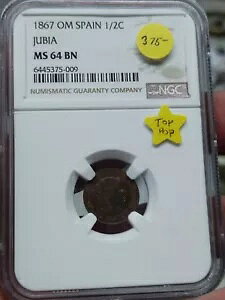 1867 OM SPAIN 1/2C
JUBIA
MS 64 BN
6445375-009
NUMISMATIC GUARANTY COMPANY
NGC
375-
TOP
POP